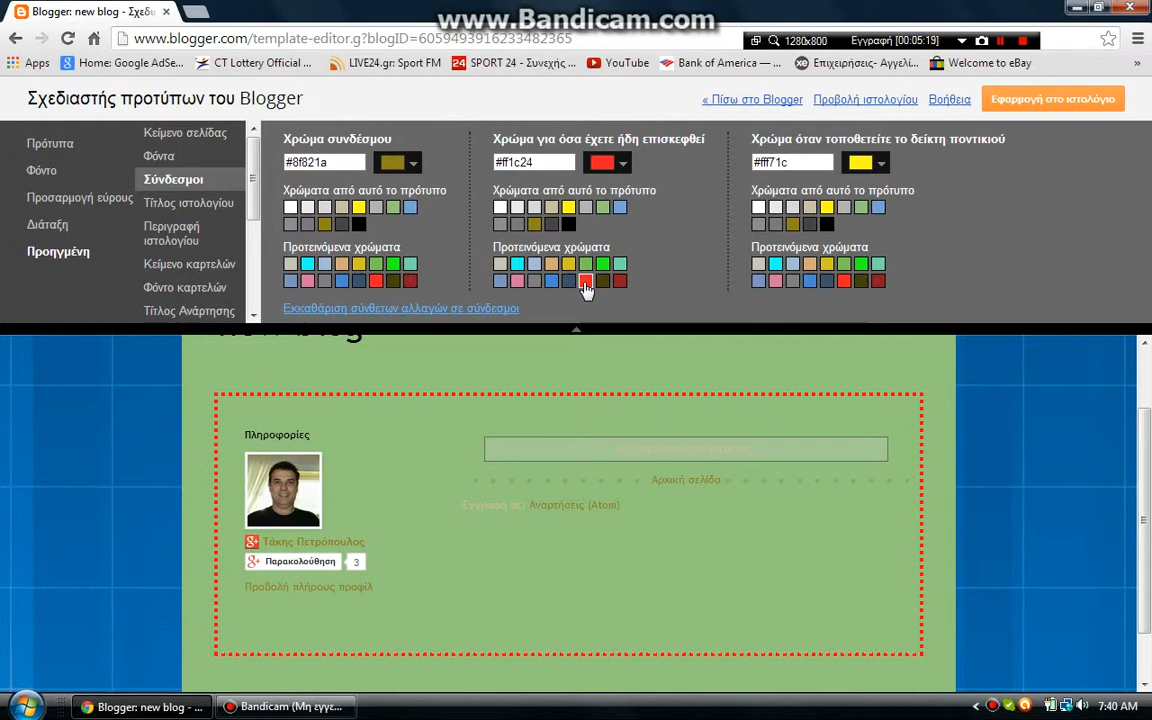 www.Bandicam.com
Blogger: new blog - Σχεδι
www.blogger.com/template-editor.g?blogID=6059493916233482365
1280x800
Εγγραφή [00:05:19]
Apps
Home: Google AdSe...
CT Lottery Official ...
LIVE24.gr: Sport FM
SPORT 24 - Συνεχής ...
YouTube
Bank of America — ...
Επιχειρήσεις- Αγγελί...
Welcome to eBay
»
Σχεδιαστής προτύπων του Blogger
« Πίσω στο Blogger
Προβολή ιστολογίου
Βοήθεια
Εφαρμογή στο ιστολόγιο
Πρότυπα
Φόντο
Προσαρμογή εύρους
Διάταξη
Προηγμένη
Κείμενο σελίδας
Φόντα
Σύνδεσμοι
Τίτλος ιστολογίου
Περιγραφή
ιστολογίου
Κείμενο καρτελών
Φόντο καρτελών
Τίτλος Ανάρτησης
Χρώμα συνδέσμου
#8f821a
Χρώματα από αυτό το πρότυπο
Προτεινόμενα χρώματα
Χρώμα για όσα έχετε ήδη επισκεφθεί
#ff1c24
Χρώματα από αυτό το πρότυπο
Προτεινόμενα χρώματα
Χρώμα όταν τοποθετείτε το δείκτη ποντικιού
#fff71c
Χρώματα από αυτό το πρότυπο
Προτεινόμενα χρώματα
Εκκαθάριση σύνθετων αλλαγών σε σύνδεσμοι
new blog
Πληροφορίες
Τάκης Πετρόπουλος
Παρακολούθηση
3
Προβολή πλήρους προφίλ
Αρχική σελίδα
Εγγραφή σε: Αναρτήσεις (Atom)
Blogger: προτύπο - ...
Bandicam (Μη εγγε...
7:40 AM